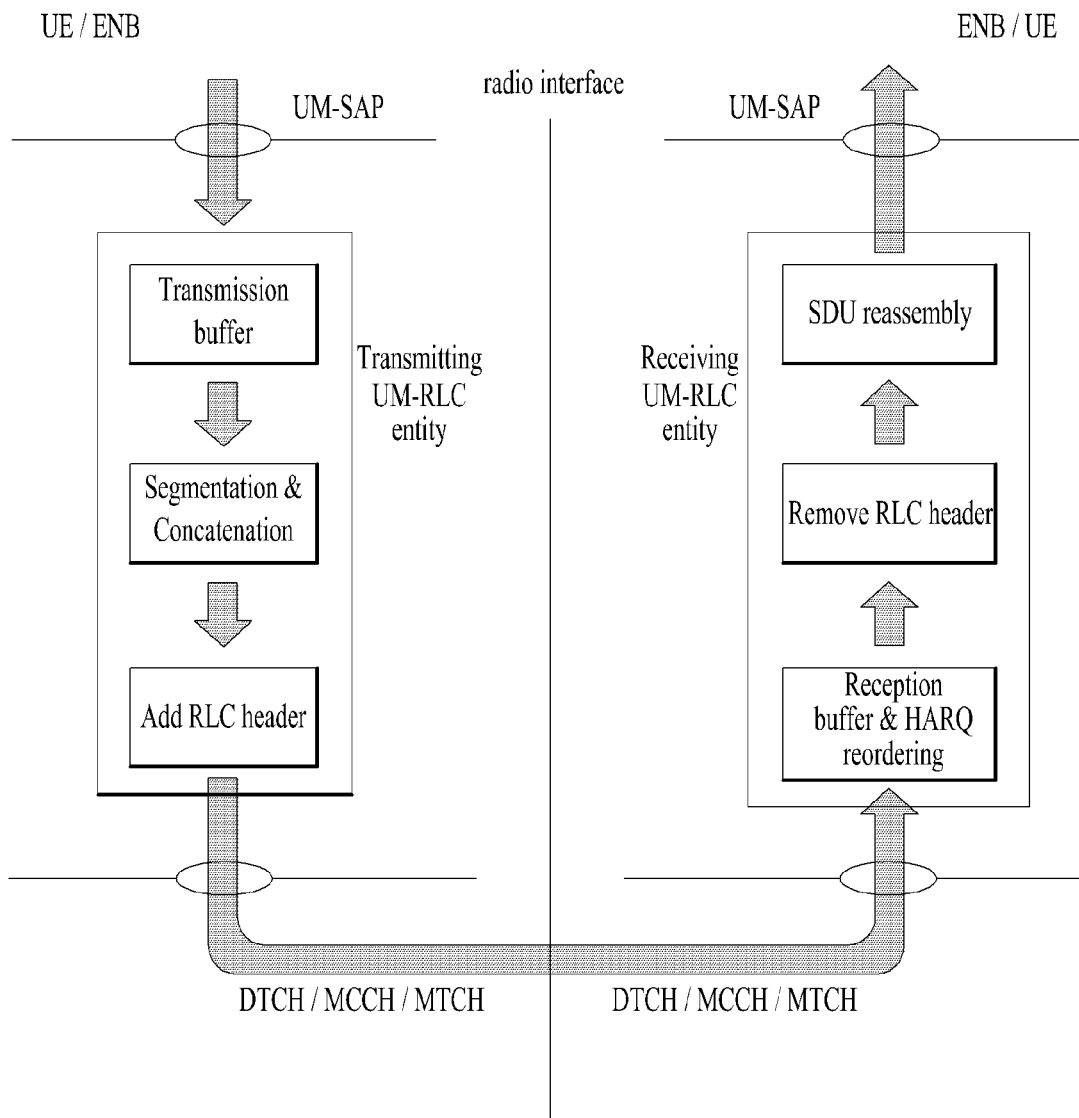 UE / ENB
ENB / UE
radio interface
UM-SAP
UM-SAP
Transmission
buffer
Transmitting
UM-RLC
entity
Segmentation &
Concatenation
Add RLC header
SDU reassembly
Receiving
UM-RLC
entity
Remove RLC header
Reception
buffer & HARQ
reordering
DTCH / MCCH / MTCH
DTCH / MCCH / MTCH